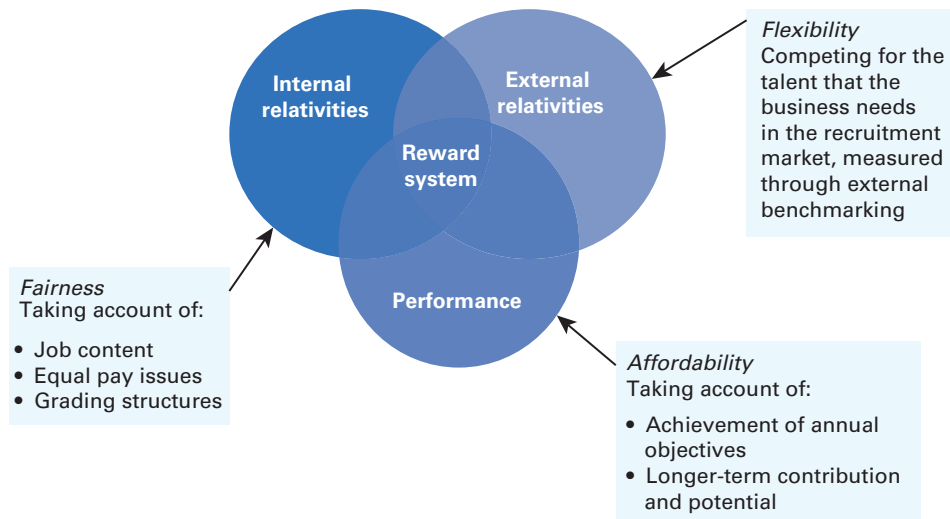 Internal
relativities
External
relativities
Reward
system
Performance
Flexibility
Competing for the
talent that the
business needs
in the recruitment
market, measured
through external
benchmarking
Fairness
Taking account of:
• Job content
• Equal pay issues
• Grading structures
Affordability
Taking account of:
• Achievement of annual
objectives
• Longer-term contribution
and potential